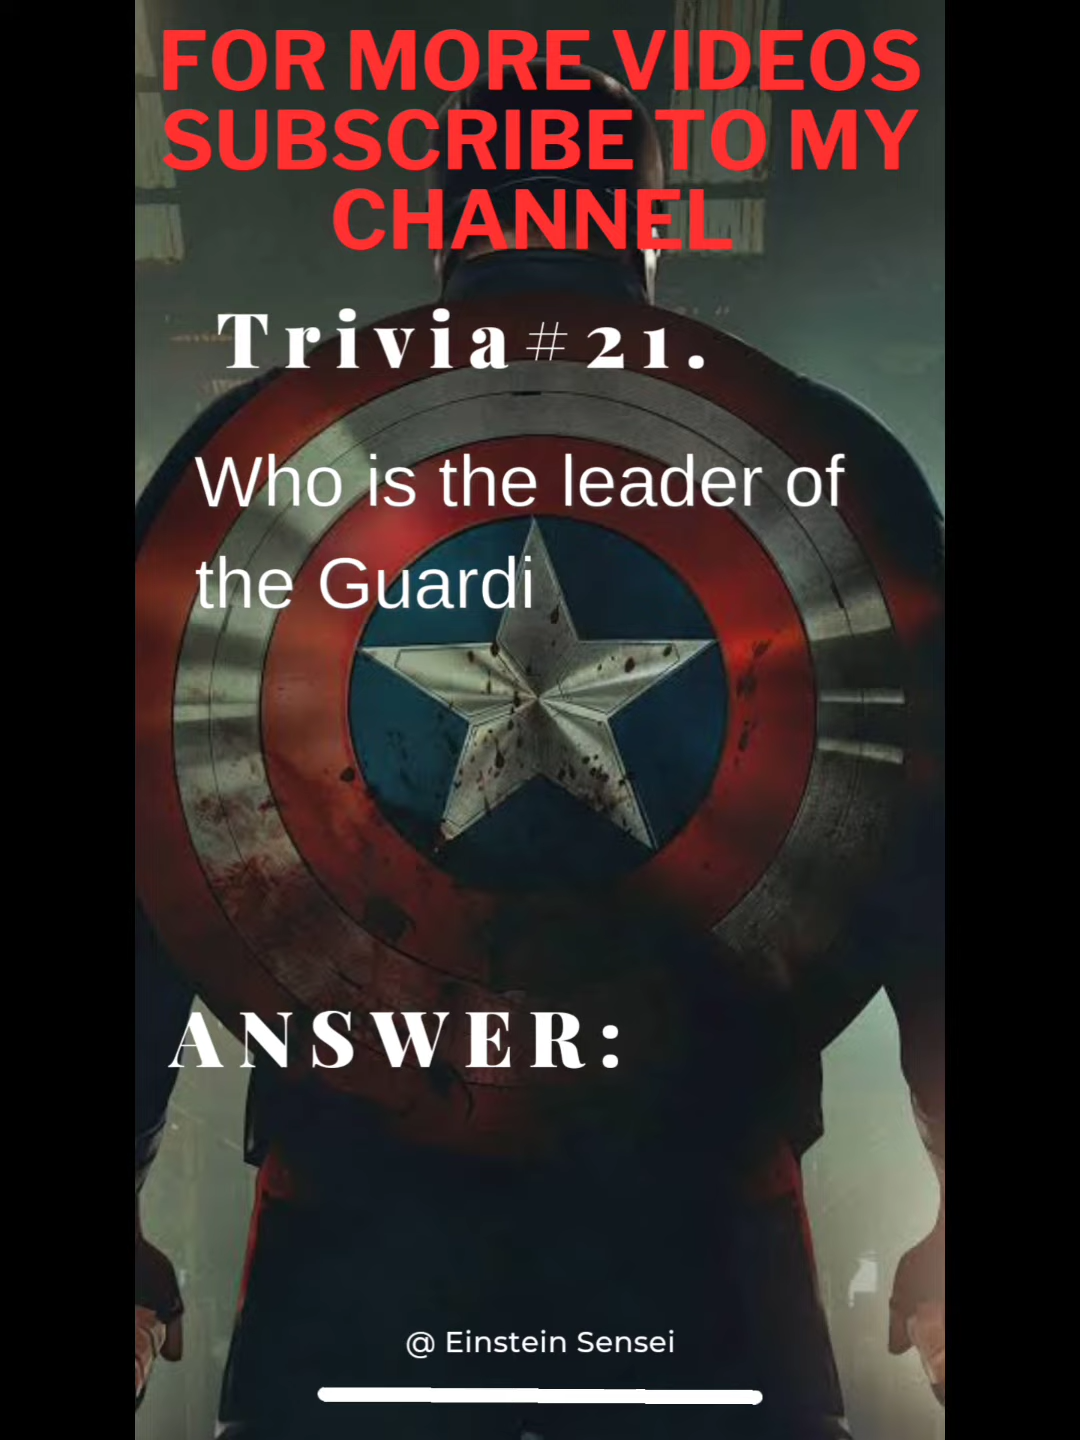 FOR MORE VIDEOS
SUBSCRIBE TO MY
CHANNEL
Trivia#21.
Who is the leader of
the Guardi
ANSWER:
@ Einstein Sensei